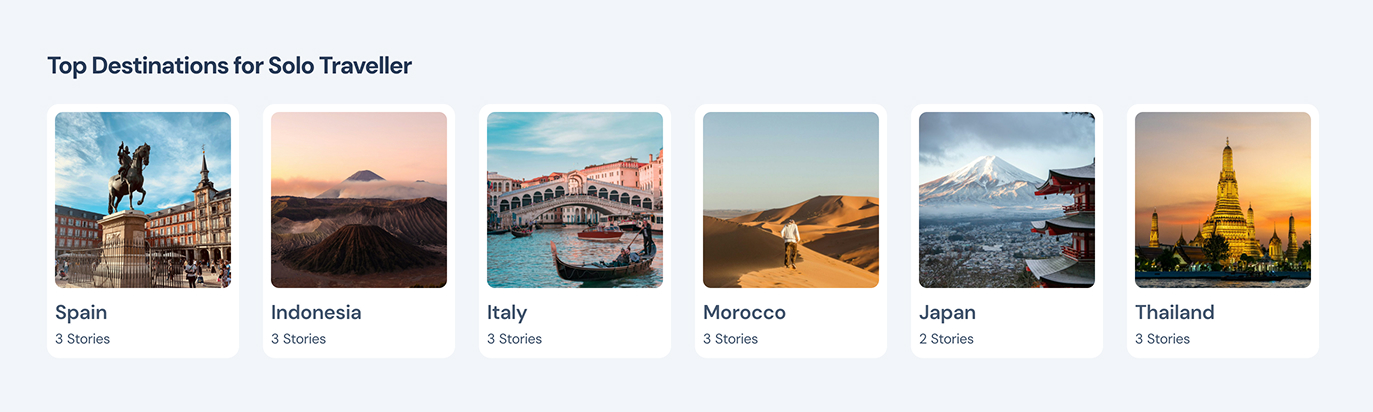 Top Destinations for Solo Traveller
Spain
3 Stories
Indonesia
3 Stories
Italy
3 Stories
Morocco
3 Stories
Japan
2 Stories
Thailand
3 Stories